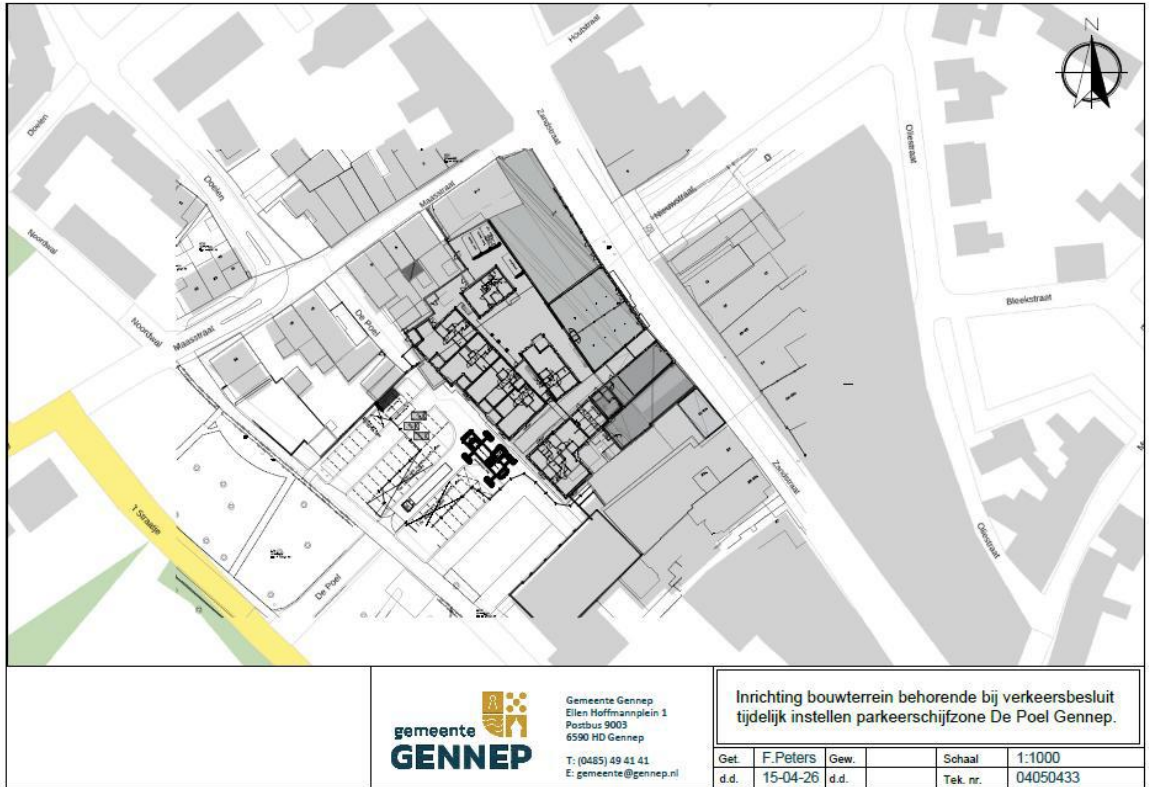 N
Houtstraat
Doelen
Zandstraat
Oliestraat
Doelen
Maasstraat
Nieuwstraat
Noordwal
De Poel
Bleekstraat
Noordwal
Maasstraat
Zandstraat
't Straatje
Oliestraat
De Poel
gemeente
GENNEP
Gemeente Gennep
Ellen Hoffmannplein 1
Postbus 9003
6590 HD Gennep
T: (0485) 49 41 41
E: gemeente@gennep.nl
Inrichting bouwterrein behorende bij verkeersbesluit
tijdelijk instellen parkeerschijfzone De Poel Gennep.
Get. F.Peters Gew. Schaal 1:1000
d.d. 15-04-26 d.d. Tek. nr. 04050433